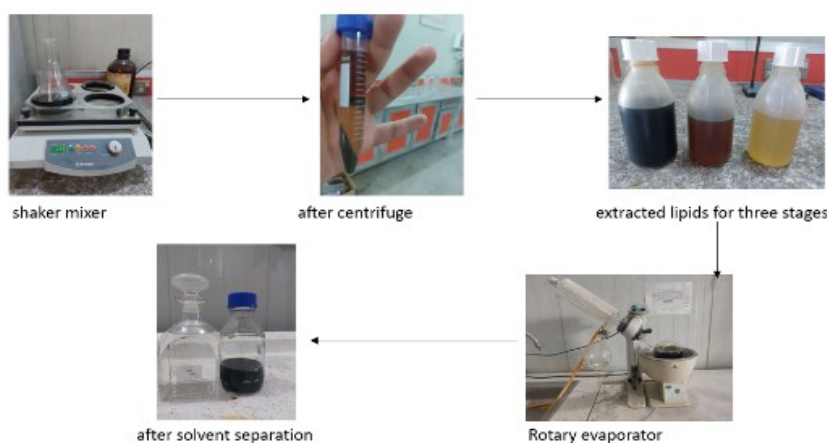 shaker mixer
after centrifuge
extracted lipids for three stages
after solvent separation
Rotary evaporator